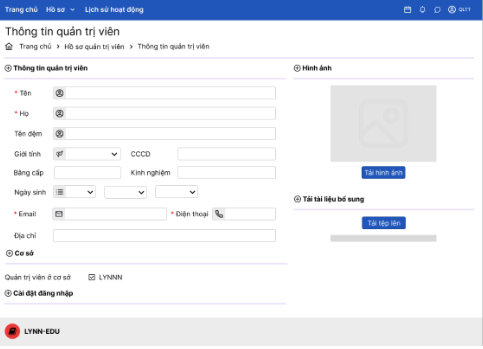 Trang chủ Hồ sơ Lịch sử hoạt động QLTT
Thông tin quản trị viên
Trang chủ > Hồ sơ quản trị viên > Thông tin quản trị viên
Thông tin quản trị viên
Hình ảnh
* Tên
* Họ
Tên đệm
Giới tính CCCD
Bằng cấp Kinh nghiệm
Tải hình ảnh
Ngày sinh
Tải tài liệu bổ sung
* Email * Điện thoại
Tải tệp lên
Địa chỉ
Cơ sở
Quản trị viên ở cơ sở LYNNN
Cài đặt đăng nhập
LYNN-EDU